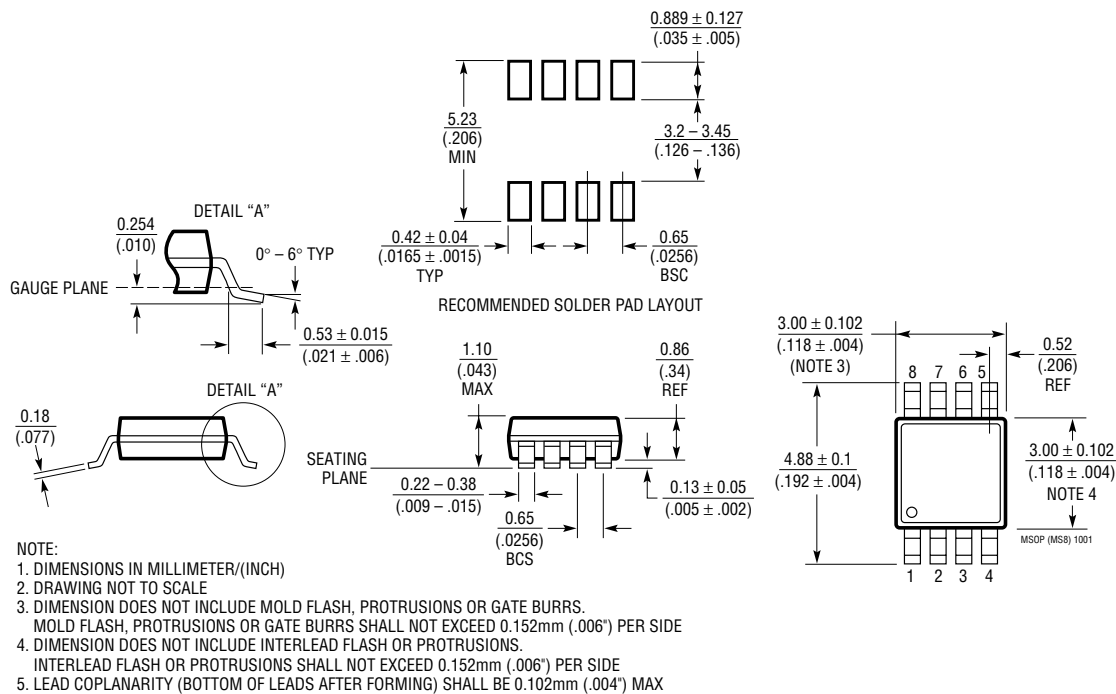 0.889 ± 0.127
(.035 ± .005)
5.23
(.206)
MIN
3.2 – 3.45
(.126 – .136)
0.42 ± 0.04
(.0165 ± .0015)
TYP
0.65
(.0256)
BSC
RECOMMENDED SOLDER PAD LAYOUT
DETAIL “A”
0.254
(.010)
0° – 6° TYP
GAUGE PLANE
0.53 ± 0.015
(.021 ± .006)
DETAIL “A”
0.18
(.077)
1.10
(.043)
MAX
0.86
(.34)
REF
SEATING
PLANE
0.22 – 0.38
(.009 – .015)
0.65
(.0256)
BCS
0.13 ± 0.05
(.005 ± .002)
3.00 ± 0.102
(.118 ± .004)
(NOTE 3)
0.52
(.206)
REF
8 7 6 5
4.88 ± 0.1
(.192 ± .004)
3.00 ± 0.102
(.118 ± .004)
NOTE 4
MSOP (MS8) 1001
1 2 3 4
NOTE:
1. DIMENSIONS IN MILLIMETER/(INCH)
2. DRAWING NOT TO SCALE
3. DIMENSION DOES NOT INCLUDE MOLD FLASH, PROTRUSIONS OR GATE BURRS.
MOLD FLASH, PROTRUSIONS OR GATE BURRS SHALL NOT EXCEED 0.152mm (.006") PER SIDE
4. DIMENSION DOES NOT INCLUDE INTERLEAD FLASH OR PROTRUSIONS.
INTERLEAD FLASH OR PROTRUSIONS SHALL NOT EXCEED 0.152mm (.006") PER SIDE
5. LEAD COPLANARITY (BOTTOM OF LEADS AFTER FORMING) SHALL BE 0.102mm (.004") MAX